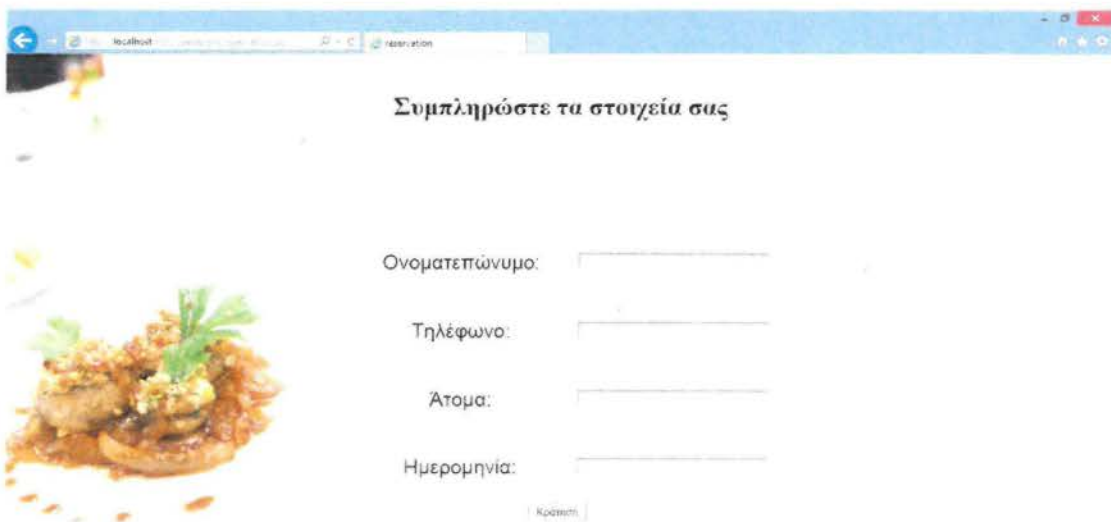 localhost
reservation
Συμπληρώστε τα στοιχεία σας
Ονοματεπώνυμο:
Τηλέφωνο:
Άτομα:
Ημερομηνία:
Κράτηση